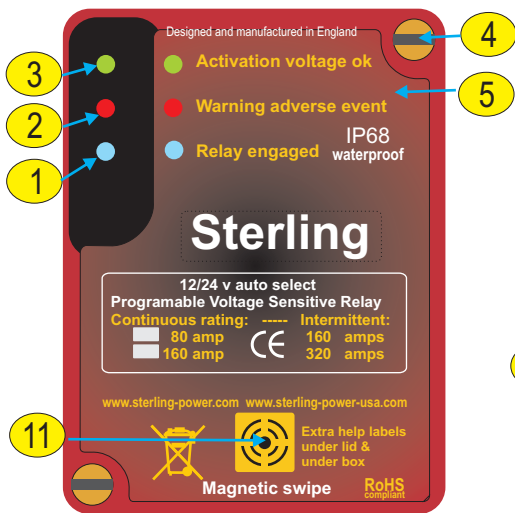 Designed and manufactured in England
3
Activation voltage ok
4
2
Warning adverse event
5
1
Relay engaged
IP68
waterproof
Sterling
12/24 v auto select
Programable Voltage Sensitive Relay
Continuous rating: ----- Intermittent:
80 amp CE 160 amps
160 amp 320 amps
www.sterling-power.com www.sterling-power-usa.com
11
Extra help labels
under lid &
under box
Magnetic swipe
RoHS
compliant